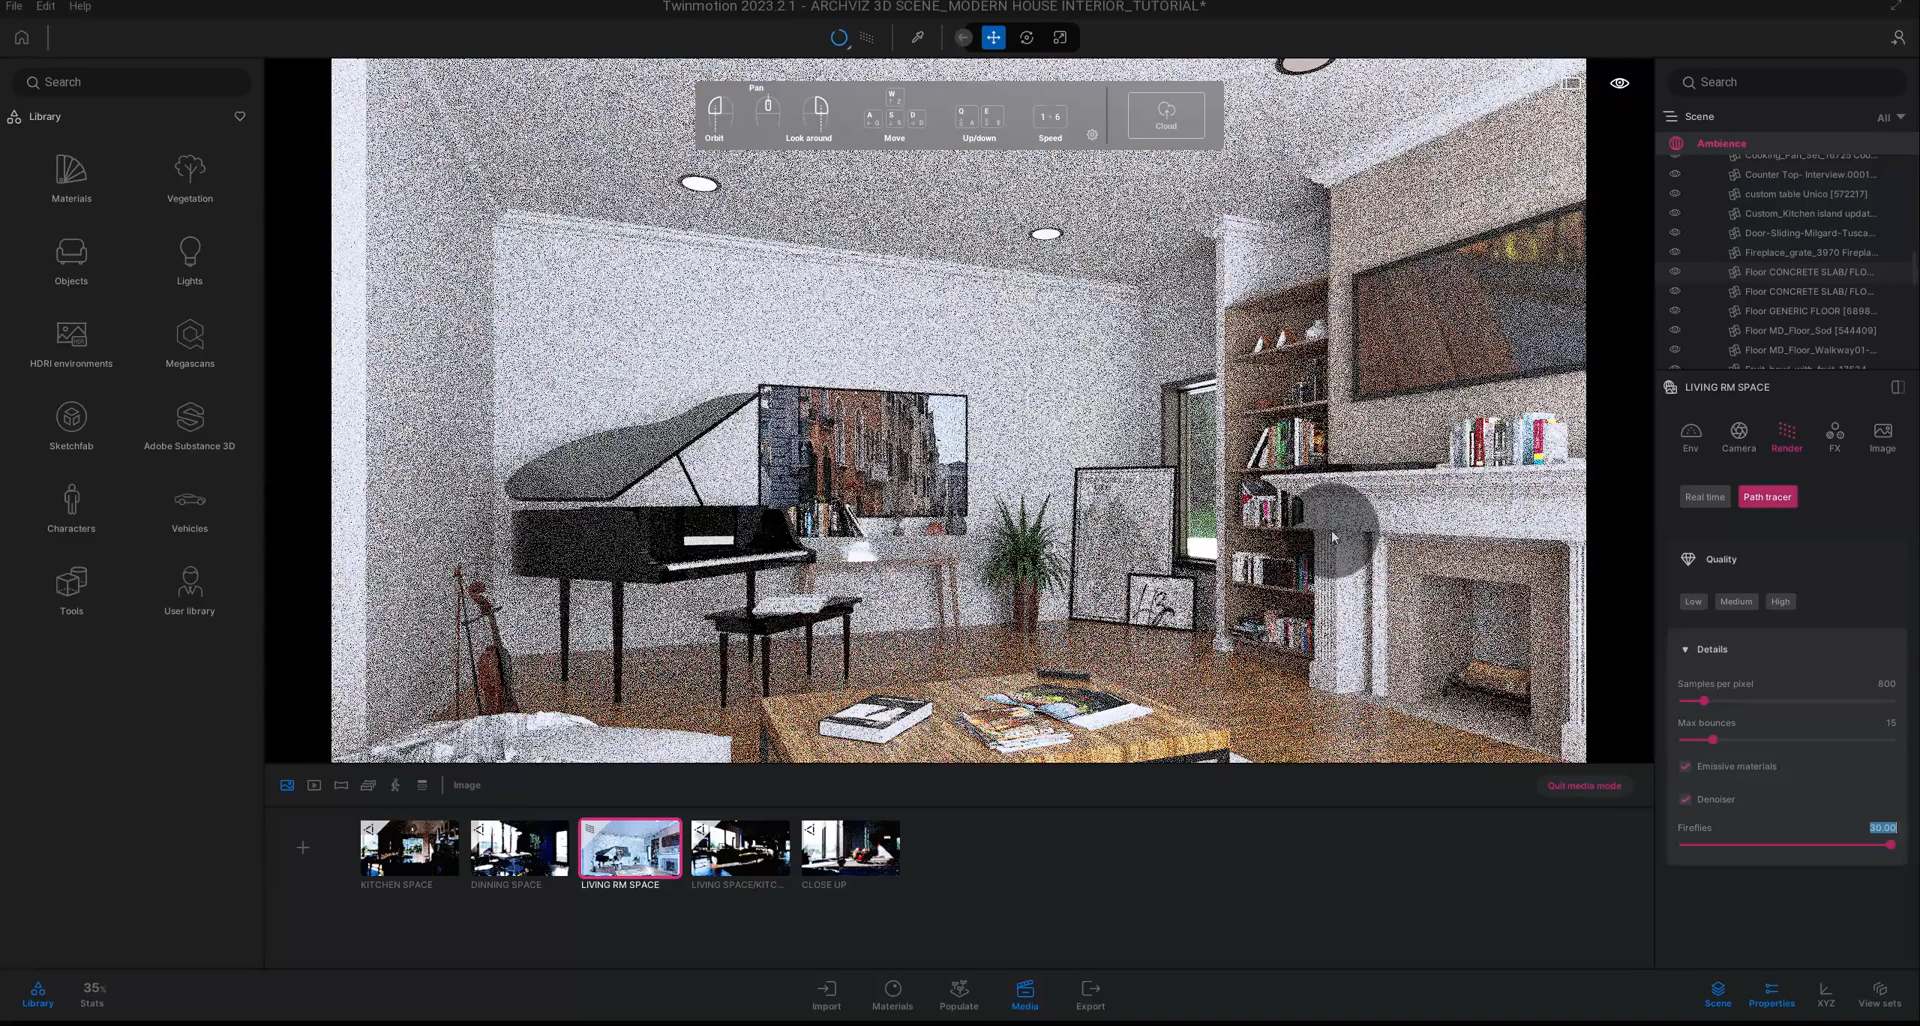 File Edit Help
Twinmotion 2023.2.1 - ARCHVIZ 3D SCENE_MODERN HOUSE INTERIOR_TUTORIAL*
Search
Library
Materials
Vegetation
Objects
Lights
HDRI environments
Megascans
Sketchfab
Adobe Substance 3D
Characters
Vehicles
Tools
User library
Pan
Orbit
Look around
W
A S D
Move
Q E
Up/down
1 - 6
Speed
Cloud
Search
Scene
All
Ambience
Cooking_Pan_Set_16725 Coo...
Counter Top- Interview.0001...
custom table Unico [572217]
Custom_Kitchen island updat...
Door-Sliding-Milgard-Tusca...
Fireplace_grate_3970 Firepla...
Floor CONCRETE SLAB/ FLO...
Floor CONCRETE SLAB/ FLO...
Floor GENERIC FLOOR [6898...
Floor MD_Floor_Sod [544409]
Floor MD_Floor_Walkway01-...
LIVING RM SPACE
Env Camera Render FX Image
Real time Path tracer
Quality
Low Medium High
Details
Samples per pixel 800
Max bounces 15
Emissive materials
Denoiser
Fireflies 30.00
Image
Quit media mode
KITCHEN SPACE
DINNING SPACE
LIVING RM SPACE
LIVING SPACE/KITC...
CLOSE UP
Library
35%
Stats
Import
Materials
Populate
Media
Export
Scene
Properties
XYZ
View sets